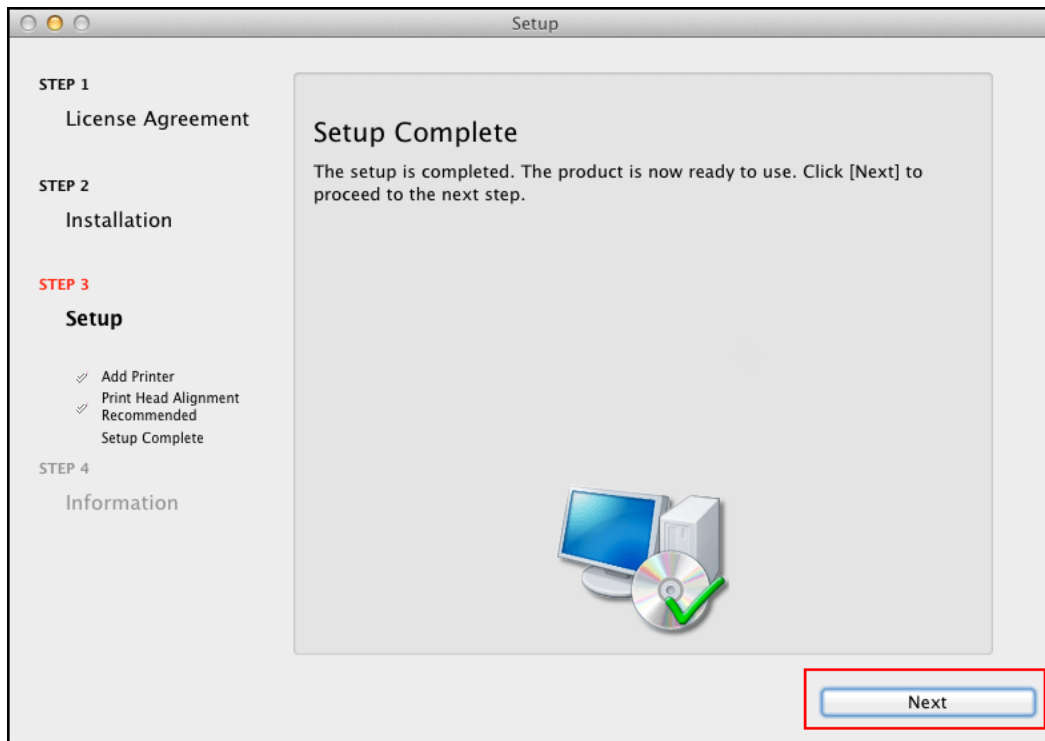 Setup
STEP 1
License Agreement
STEP 2
Installation
STEP 3
Setup
Add Printer
Print Head Alignment
Recommended
Setup Complete
STEP 4
Information
Setup Complete
The setup is completed. The product is now ready to use. Click [Next] to
proceed to the next step.
Next